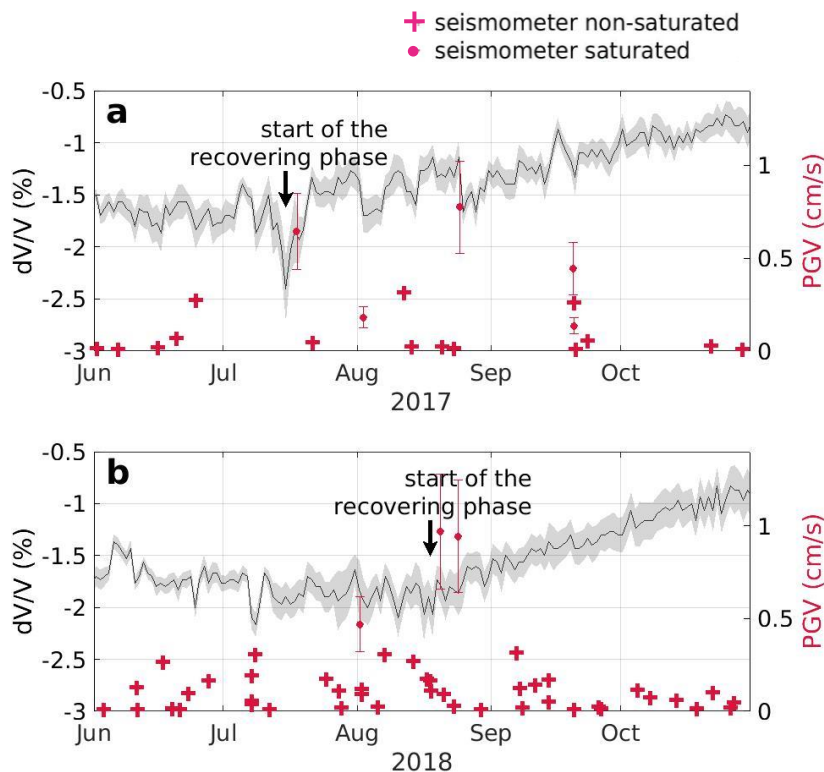 seismometer non-saturated
seismometer saturated
a
start of the
recovering phase
-0.5
-1
-1.5
-2
-2.5
-3
dV/V (%)
1
0.5
0
PGV (cm/s)
Jun Jul Aug Sep Oct
2017
b
start of the
recovering phase
-0.5
-1
-1.5
-2
-2.5
-3
dV/V (%)
1
0.5
0
PGV (cm/s)
Jun Jul Aug Sep Oct
2018